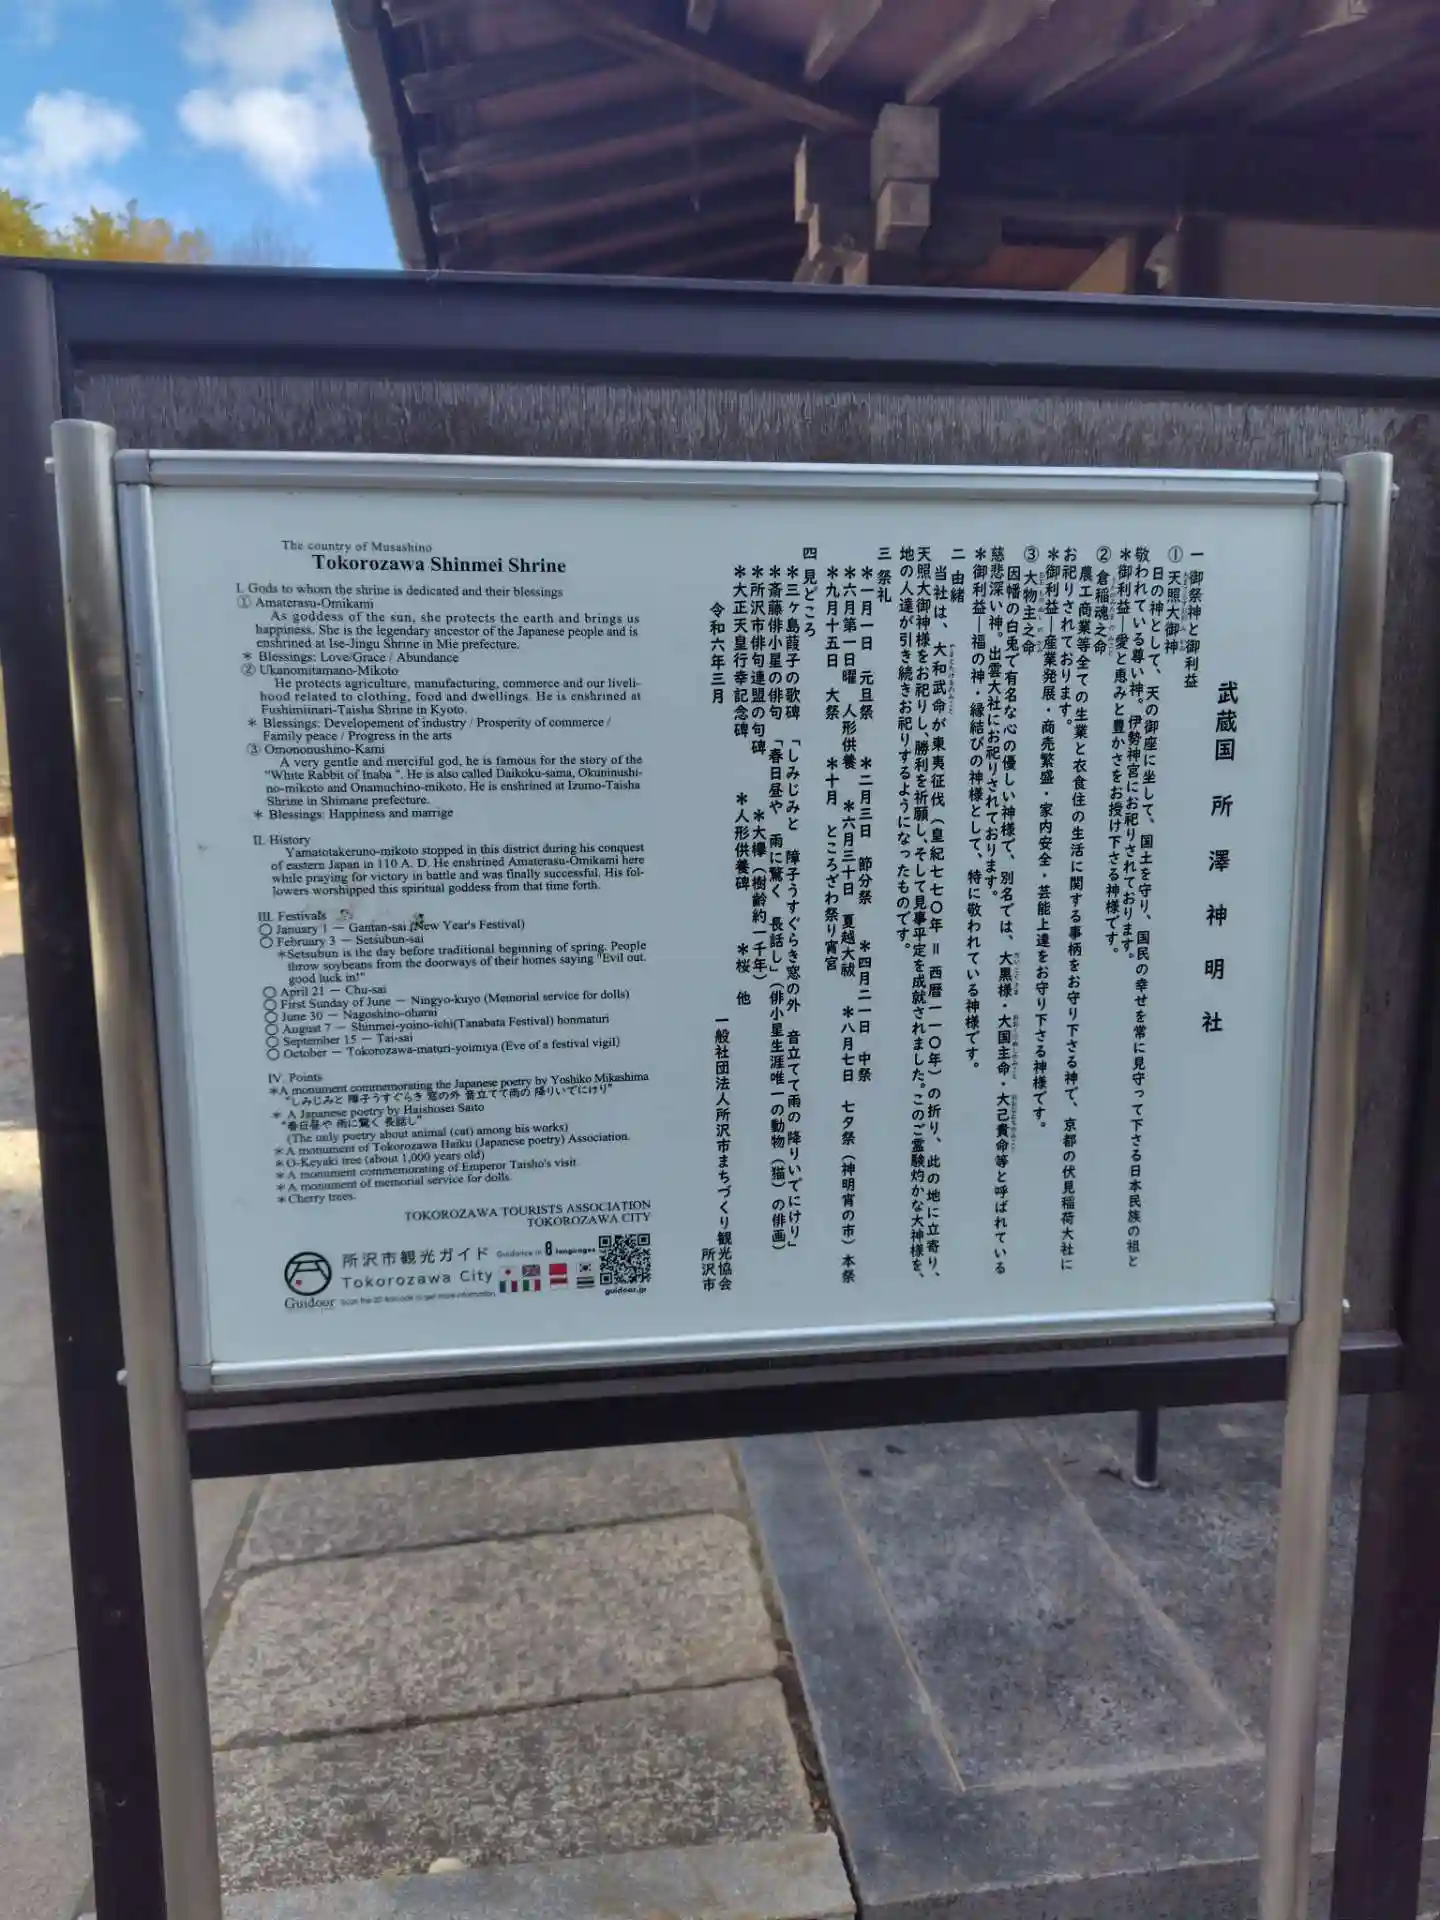 The country of Musashino
Tokorozawa Shinmei Shrine
I. Gods to whom the shrine is dedicated and their blessings
① Amaterasu-Omikami
As goddess of the sun, she protects the earth and brings us
happiness. She is the legendary ancestor of the Japanese people and is
enshrined at Ise-Jingu Shrine in Mie prefecture.
* Blessings: Love/Grace / Abundance
② Ukanomitamano-Mikoto
He protects agriculture, manufacturing, commerce and our liveli-
hood related to clothing, food and dwellings. He is enshrined at
Fushimiinari-Taisha Shrine in Kyoto.
* Blessings: Developement of industry / Prosperity of commerce /
Family peace / Progress in the arts
③ Omononushino-Kami
A very gentle and merciful god, he is famous for the story of the
"White Rabbit of Inaba ". He is also called Daikoku-sama, Okuninushi-
no-mikoto and Onamuchino-mikoto. He is enshrined at Izumo-Taisha
Shrine in Shimane prefecture.
* Blessings: Happiness and marrige
II. History
Yamatotakeruno-mikoto stopped in this district during his conquest
of eastern Japan in 110 A. D. He enshrined Amaterasu-Omikami here
while praying for victory in battle and was finally successful. His fol-
lowers worshipped this spiritual goddess from that time forth.
III. Festivals
○ January 1 — Gantan-sai (New Year's Festival)
○ February 3 — Setsubun-sai
*Setsubun is the day before traditional beginning of spring. People
throw soybeans from the doorways of their homes saying "Evil out,
good luck in!"
○ April 21 — Chu-sai
○ First Sunday of June — Ningyo-kuyo (Memorial service for dolls)
○ June 30 — Nagoshino-oharai
○ August 7 — Shinmei-yoino-ichi(Tanabata Festival) honmaturi
○ September 15 — Tai-sai
○ October — Tokorozawa-maturi-yoimiya (Eve of a festival vigil)
IV. Points
*A monument commemorating the Japanese poetry by Yoshiko Mikashima
"しみじみと 障子うすぐらき 窓の外 音立てて雨の 降りいでにけり"
* A Japanese poetry by Haishosei Saito
"春日昼や 雨に驚く 長話し"
(The only poetry about animal (cat) among his works)
*A monument of Tokorozawa Haiku (Japanese poetry) Association.
*O-Keyaki tree (about 1,000 years old)
*A monument commemorating of Emperor Taisho's visit.
*A monument of memorial service for dolls.
*Cherry trees.
TOKOROZAWA TOURISTS ASSOCIATION
TOKOROZAWA CITY
Guidoor
所沢市観光ガイド
Tokorozawa City
Guidance in 8 languages
Scan the 2D barcode to get more information
guidoor.jp
武蔵国 所澤神明社
一 御祭神と御利益
① 天照大御神
日の神として、天の御座に坐して、国土を守り、国民の幸せを常に見守って下さる日本民族の祖と
敬われている尊い神。伊勢神宮にお祀りされております。
*御利益―愛と恵みと豊かさをお授け下さる神様です。
② 倉稲魂之命
農工商業等全ての生業と衣食住の生活に関する事柄をお守り下さる神で、京都の伏見稲荷大社に
お祀りされております。
*御利益―産業発展・商売繁盛・家内安全・芸能上達をお守り下さる神様です。
③ 大物主之命
因幡の白兎で有名な心の優しい神様で、別名では、大黒様・大国主命・大己貴命等と呼ばれている
慈悲深い神。出雲大社にお祀りされております。
*御利益―福の神・縁結びの神様として、特に敬われている神様です。
二 由緒
当社は、大和武命が東夷征伐(皇紀七七〇年=西暦一一〇年)の折り、此の地に立寄り、
天照大御神様をお祀りし、勝利を祈願し、そして見事平定を成就されました。このご霊験灼かな大神様を、
地の人達が引き続きお祀りするようになったものです。
三 祭礼
*一月一日 元旦祭 *二月三日 節分祭 *四月二一日 中祭
*六月第一日曜 人形供養 *六月三十日 夏越大祓 *八月七日 七夕祭(神明宵の市)本祭
*九月十五日 大祭 *十月 ところざわ祭り宵宮
四 見どころ
*三ヶ島葭子の歌碑 「しみじみと 障子うすぐらき窓の外 音立てて雨の 降りいでにけり」
*斎藤俳小星の俳句 「春日昼や 雨に驚く 長話し」(俳小星生涯唯一の動物(猫)の俳画)
*所沢市俳句連盟の句碑 *大欅(樹齢約一千年)
*大正天皇行幸記念碑 *人形供養碑 *桜 他
令和六年三月
一般社団法人所沢市まちづくり観光協会
所沢市